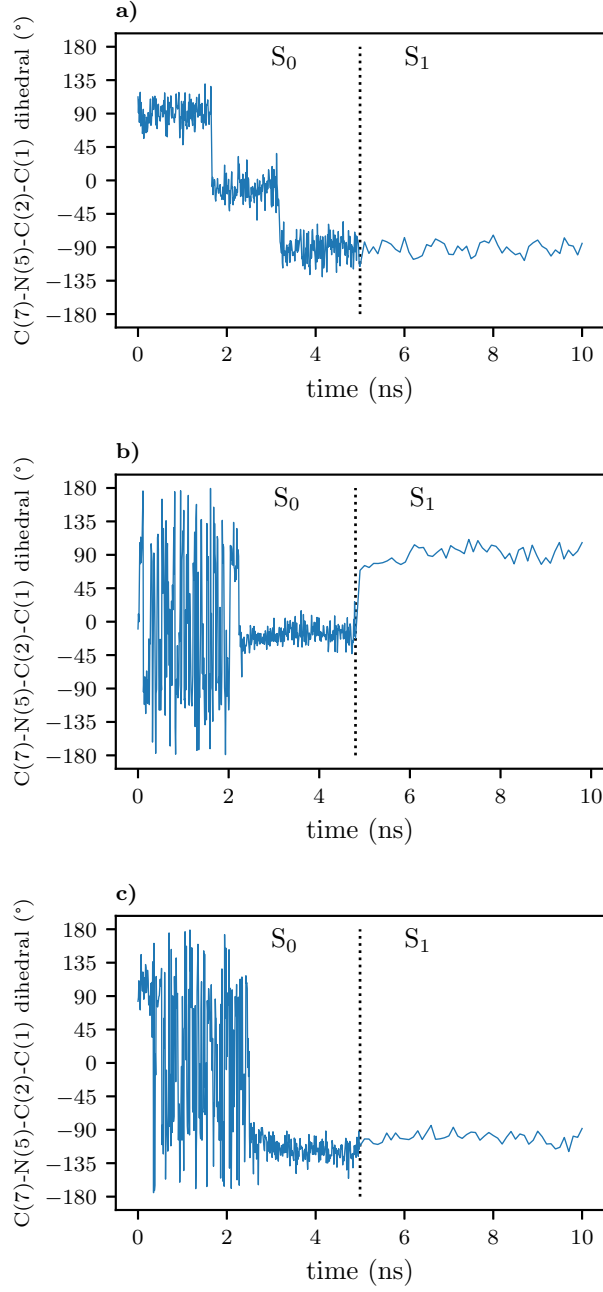 a)
C(7)-N(5)-C(2)-C(1) dihedral (°)
180
135
90
45
0
−45
−90
−135
−180
S₀ S₁
0 2 4 6 8 10
time (ns)
b)
C(7)-N(5)-C(2)-C(1) dihedral (°)
180
135
90
45
0
−45
−90
−135
−180
S₀ S₁
0 2 4 6 8 10
time (ns)
c)
C(7)-N(5)-C(2)-C(1) dihedral (°)
180
135
90
45
0
−45
−90
−135
−180
S₀ S₁
0 2 4 6 8 10
time (ns)